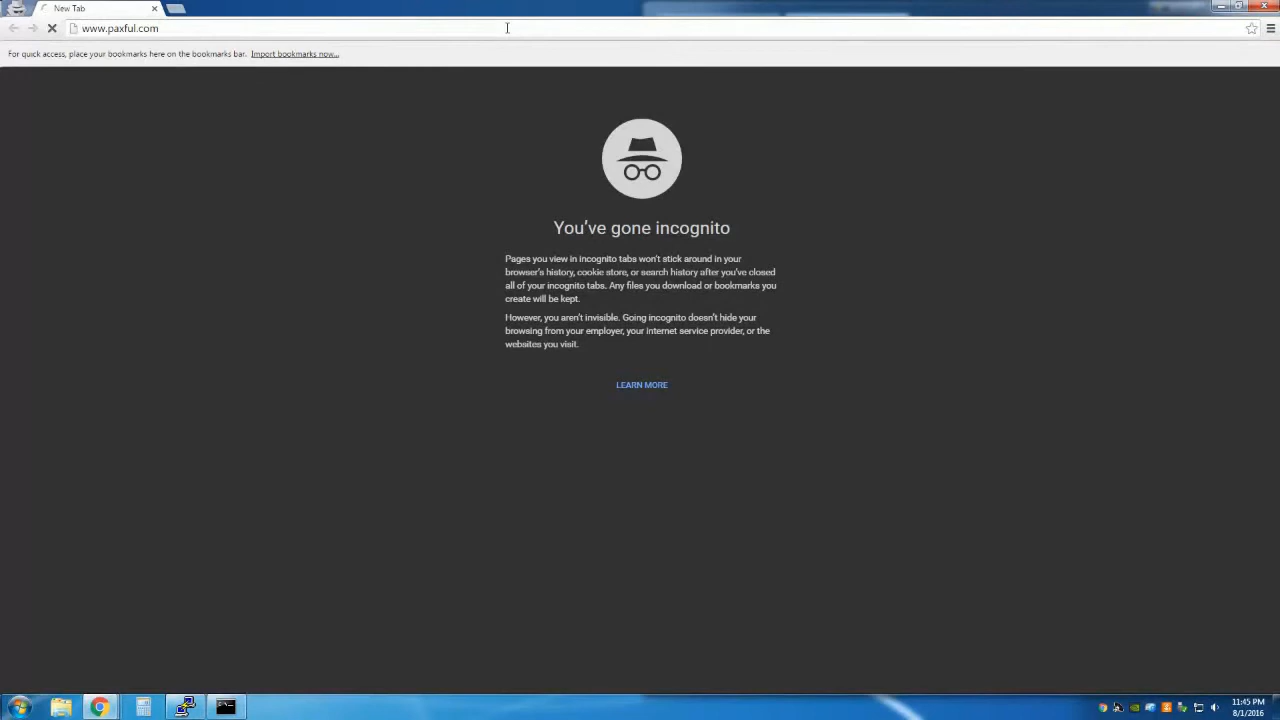 New Tab
www.paxful.com
For quick access, place your bookmarks here on the bookmarks bar. Import bookmarks now...
You've gone incognito
Pages you view in incognito tabs won't stick around in your
browser's history, cookie store, or search history after you've closed
all of your incognito tabs. Any files you download or bookmarks you
create will be kept.
However, you aren't invisible. Going incognito doesn't hide your
browsing from your employer, your internet service provider, or the
websites you visit.
LEARN MORE
11:45 PM
8/1/2016